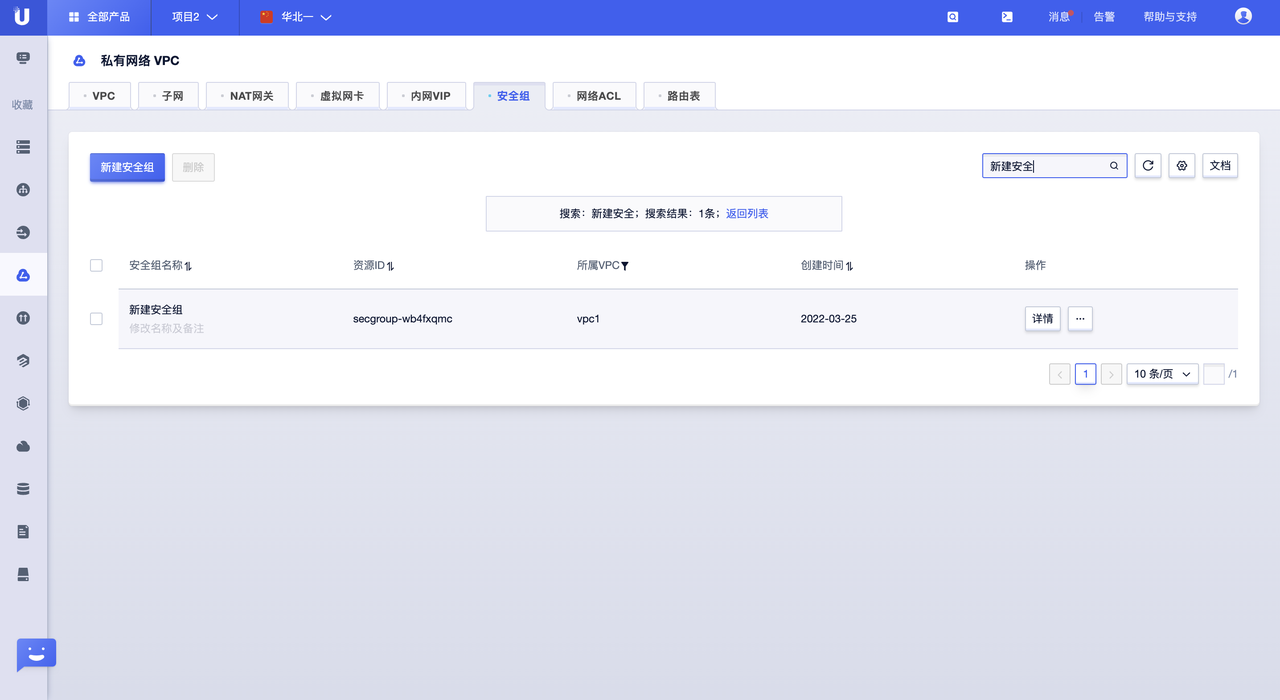 全部产品 项目2 华北一 消息 告警 帮助与支持
收藏
私有网络 VPC
VPC 子网 NAT网关 虚拟网卡 内网VIP 安全组 网络ACL 路由表
新建安全组 删除 新建安全 文档
搜索：新建安全；搜索结果：1条；返回列表
安全组名称 资源ID 所属VPC 创建时间 操作
新建安全组
修改名称及备注
secgroup-wb4fxqmc vpc1 2022-03-25 详情 ...
1 10 条/页 /1